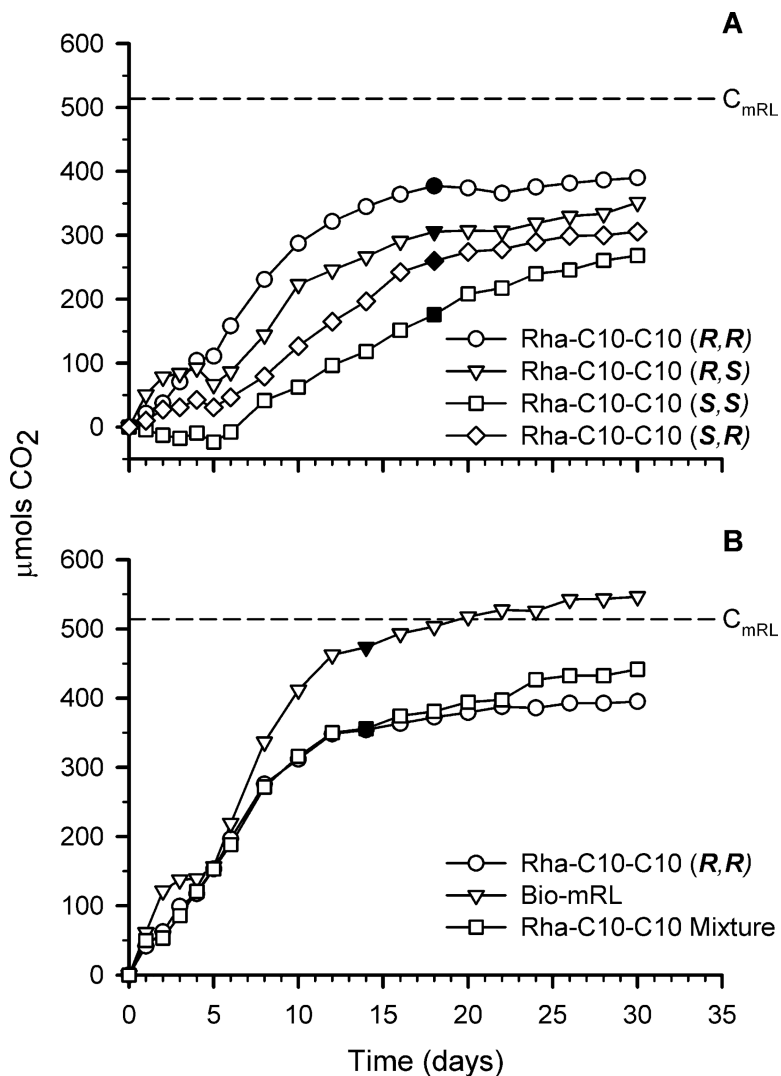 A
600
500
400
300
200
100
0
CmRL
Rha-C10-C10 (R,R)
Rha-C10-C10 (R,S)
Rha-C10-C10 (S,S)
Rha-C10-C10 (S,R)
μmols CO2
B
600
500
400
300
200
100
0
CmRL
Rha-C10-C10 (R,R)
Bio-mRL
Rha-C10-C10 Mixture
0 5 10 15 20 25 30 35
Time (days)